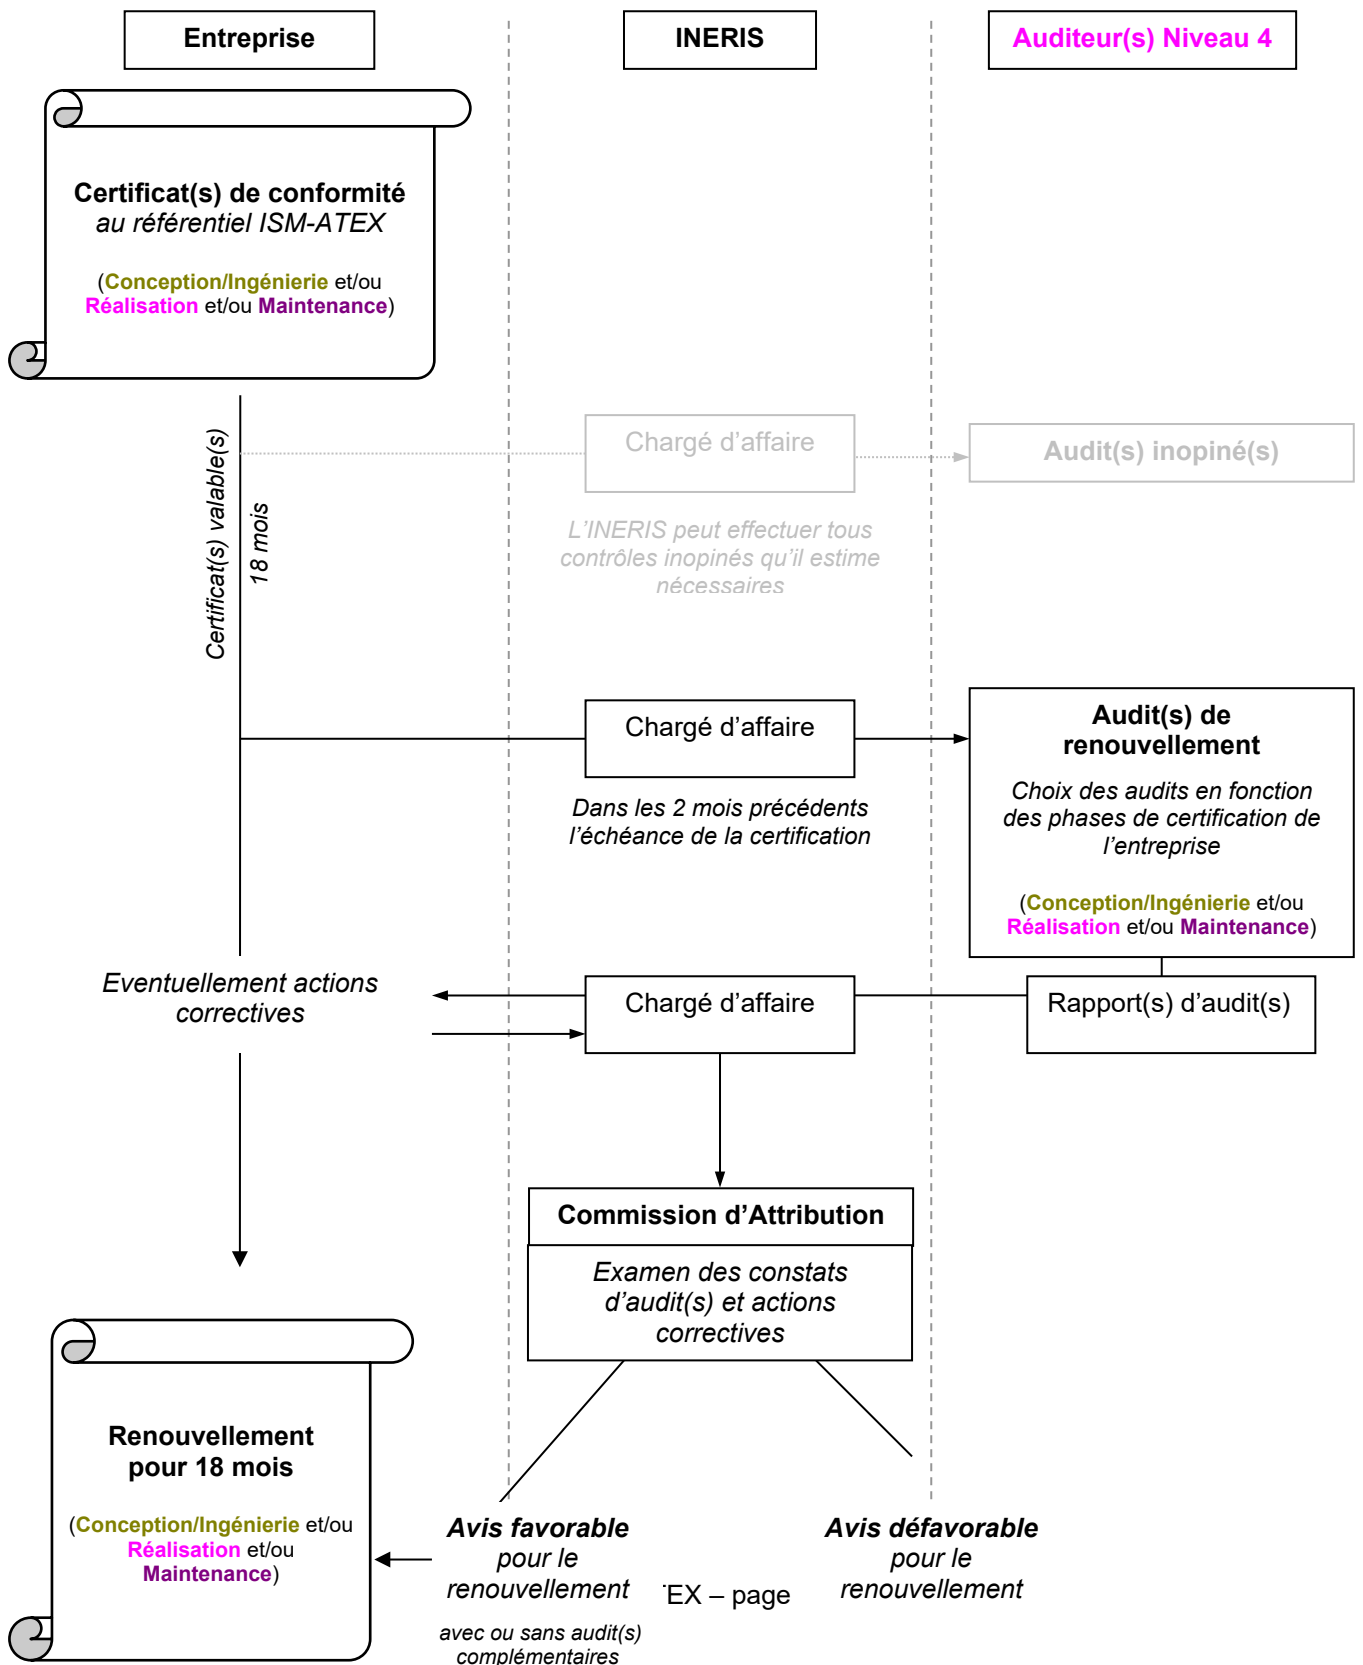 Entreprise
INERIS
Auditeur(s) Niveau 4
Certificat(s) de conformité
au référentiel ISM-ATEX
(Conception/Ingénierie et/ou
Réalisation et/ou Maintenance)
Certificat(s) valable(s)
18 mois
Chargé d’affaire
Audit(s) inopiné(s)
L’INERIS peut effectuer tous
contrôles inopinés qu’il estime
nécessaires
Chargé d’affaire
Dans les 2 mois précédents
l’échéance de la certification
Audit(s) de
renouvellement
Choix des audits en fonction
des phases de certification de
l’entreprise
(Conception/Ingénierie et/ou
Réalisation et/ou Maintenance)
Eventuellement actions
correctives
Chargé d’affaire
Rapport(s) d’audit(s)
Commission d’Attribution
Examen des constats
d’audit(s) et actions
correctives
Renouvellement
pour 18 mois
(Conception/Ingénierie et/ou
Réalisation et/ou
Maintenance)
Avis favorable
pour le
renouvellement
avec ou sans audit(s)
complémentaires
EX – page
Avis défavorable
pour le
renouvellement